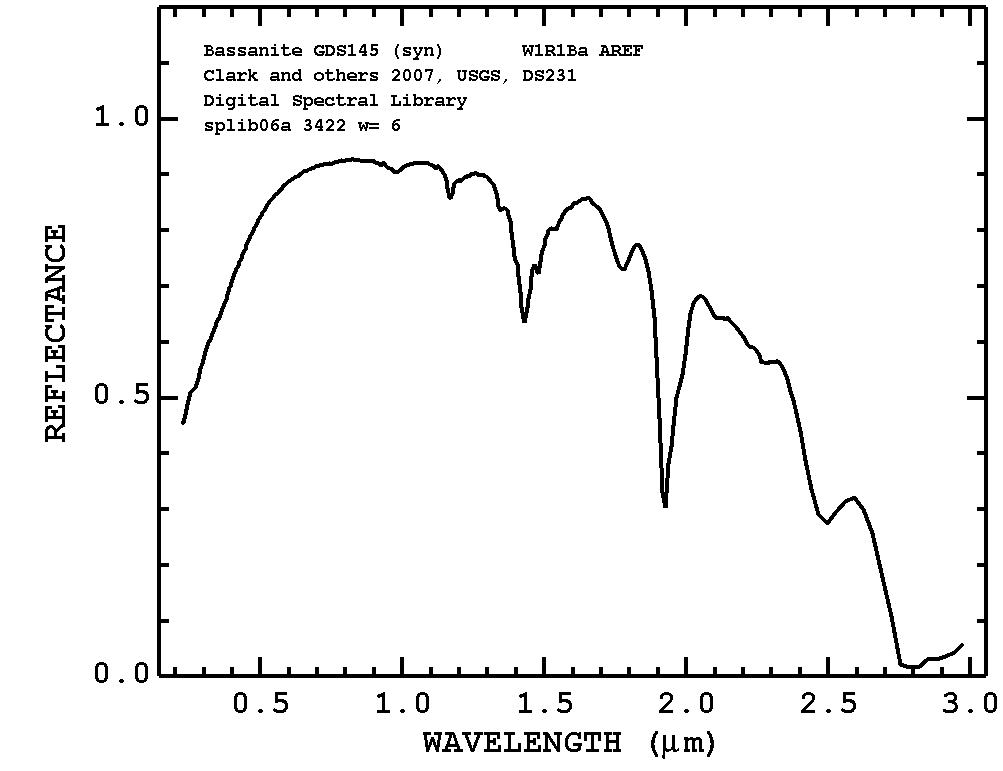 Bassanite GDS145 (syn) W1R1Ba AREF
Clark and others 2007, USGS, DS231
Digital Spectral Library
splib06a 3422 w= 6
1.0
0.5
0.0
REFLECTANCE
0.5 1.0 1.5 2.0 2.5 3.0
WAVELENGTH (μm)